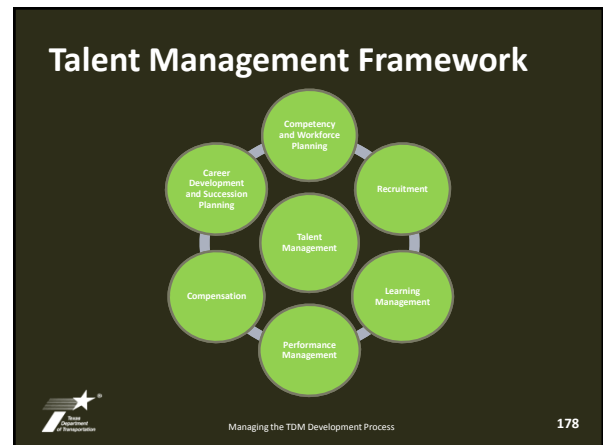 Talent Management Framework
Competency
and Workforce
Planning
Career
Development
and Succession
Planning
Recruitment
Talent
Management
Compensation
Learning
Management
Performance
Management
Texas
Department
of Transportation
®
Managing the TDM Development Process
178